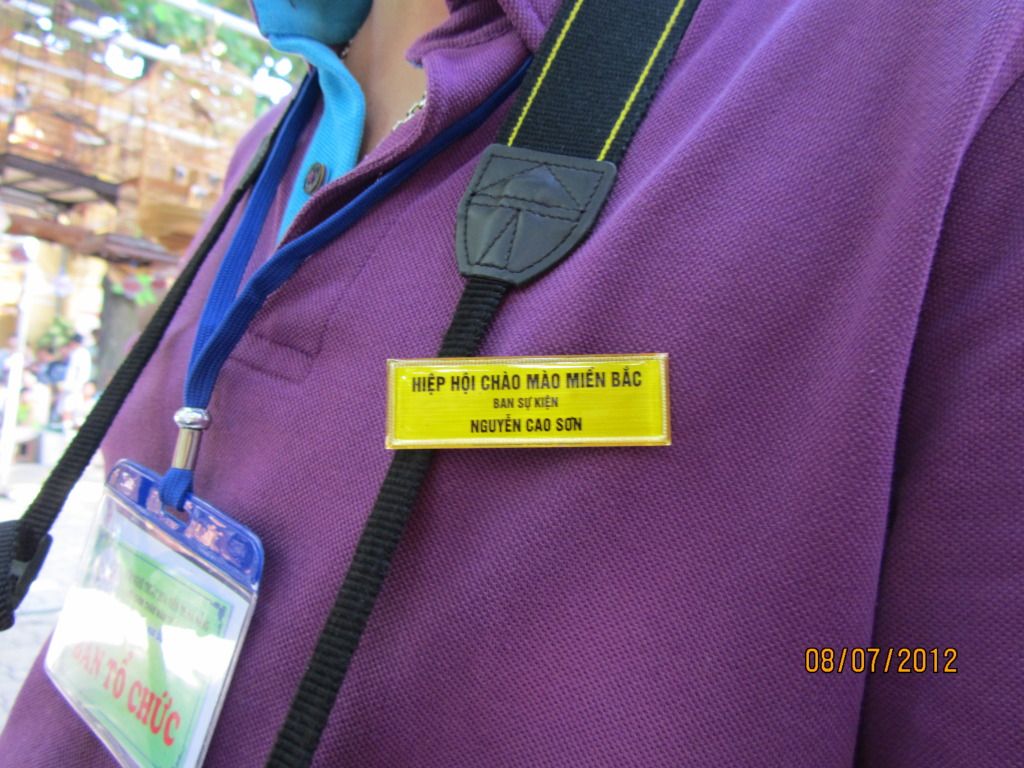 HIỆP HỘI CHÀO MÀO MIỀN BẮC
BAN SỰ KIỆN
NGUYỄN CAO SƠN
BAN TỔ CHỨC
08/07/2012